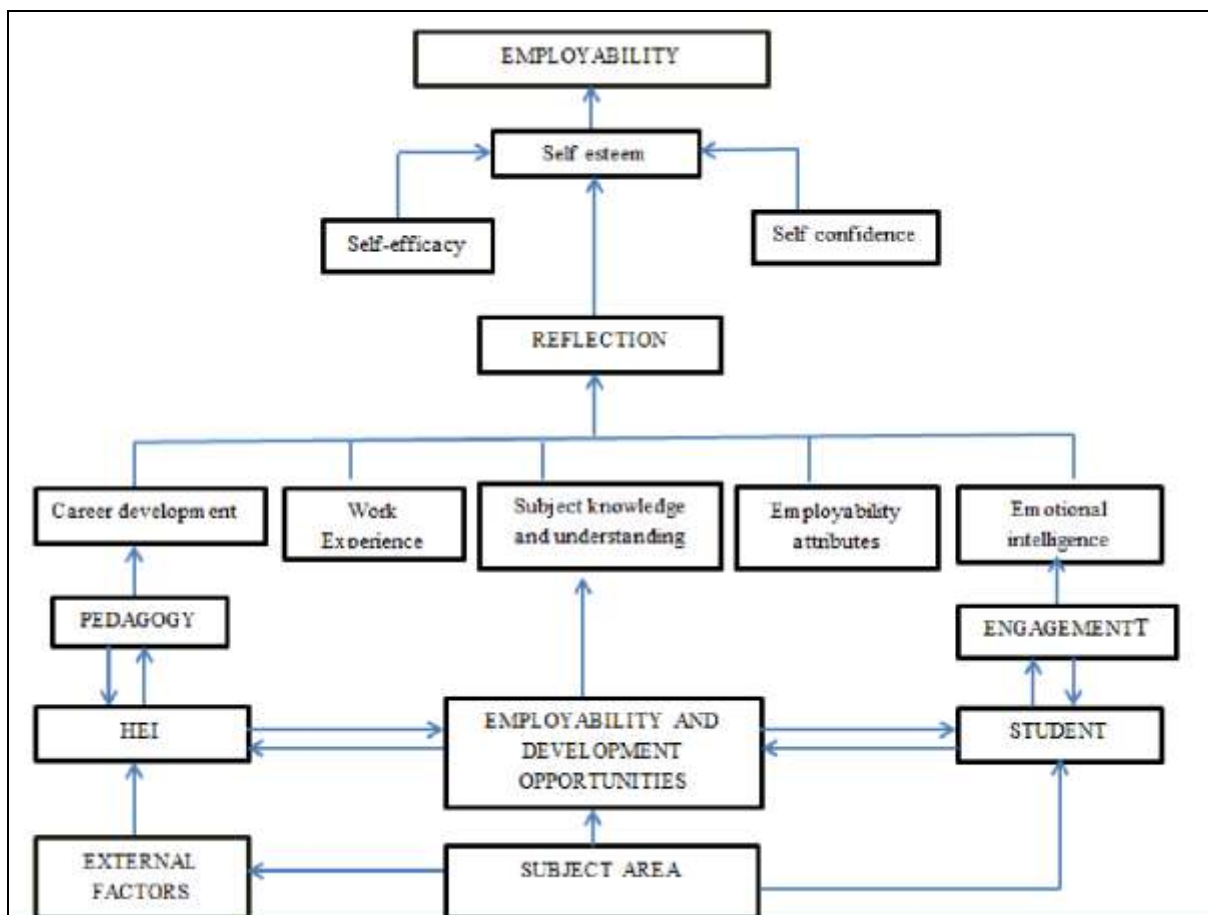 EMPLOYABILITY
Self esteem
Self-efficacy
Self confidence
REFLECTION
Career development
Work
Experience
Subject knowledge
and understanding
Employability
attributes
Emotional
intelligence
PEDAGOGY
ENGAGEMENTT
HEI
EMPLOYABILITY AND
DEVELOPMENT
OPPORTUNITIES
STUDENT
EXTERNAL
FACTORS
SUBJECT AREA